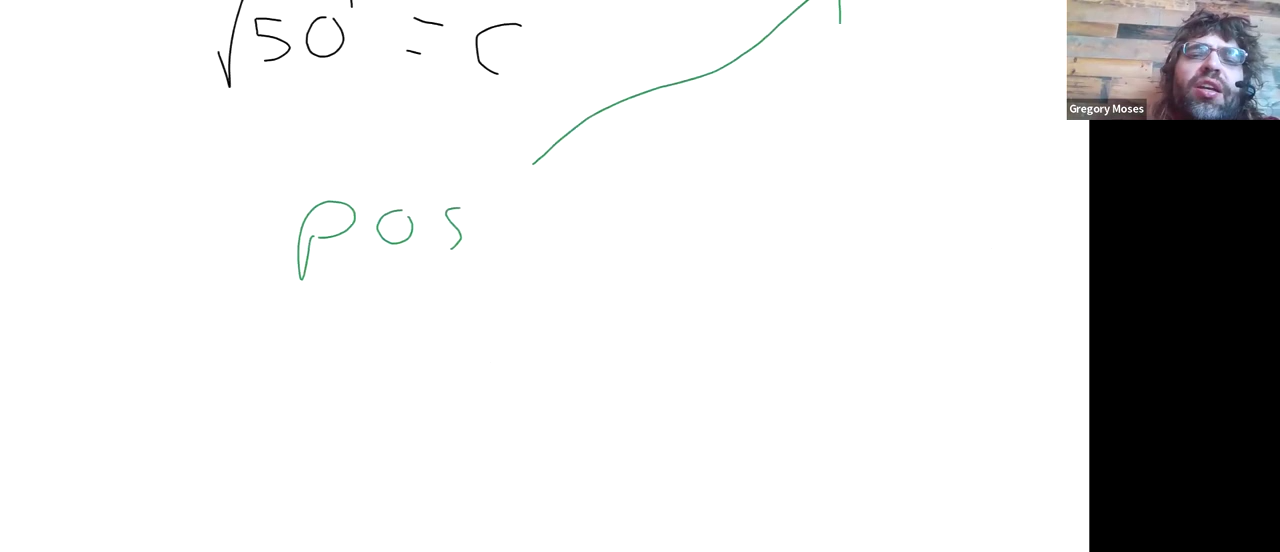 √50 = c
Gregory Moses
pos